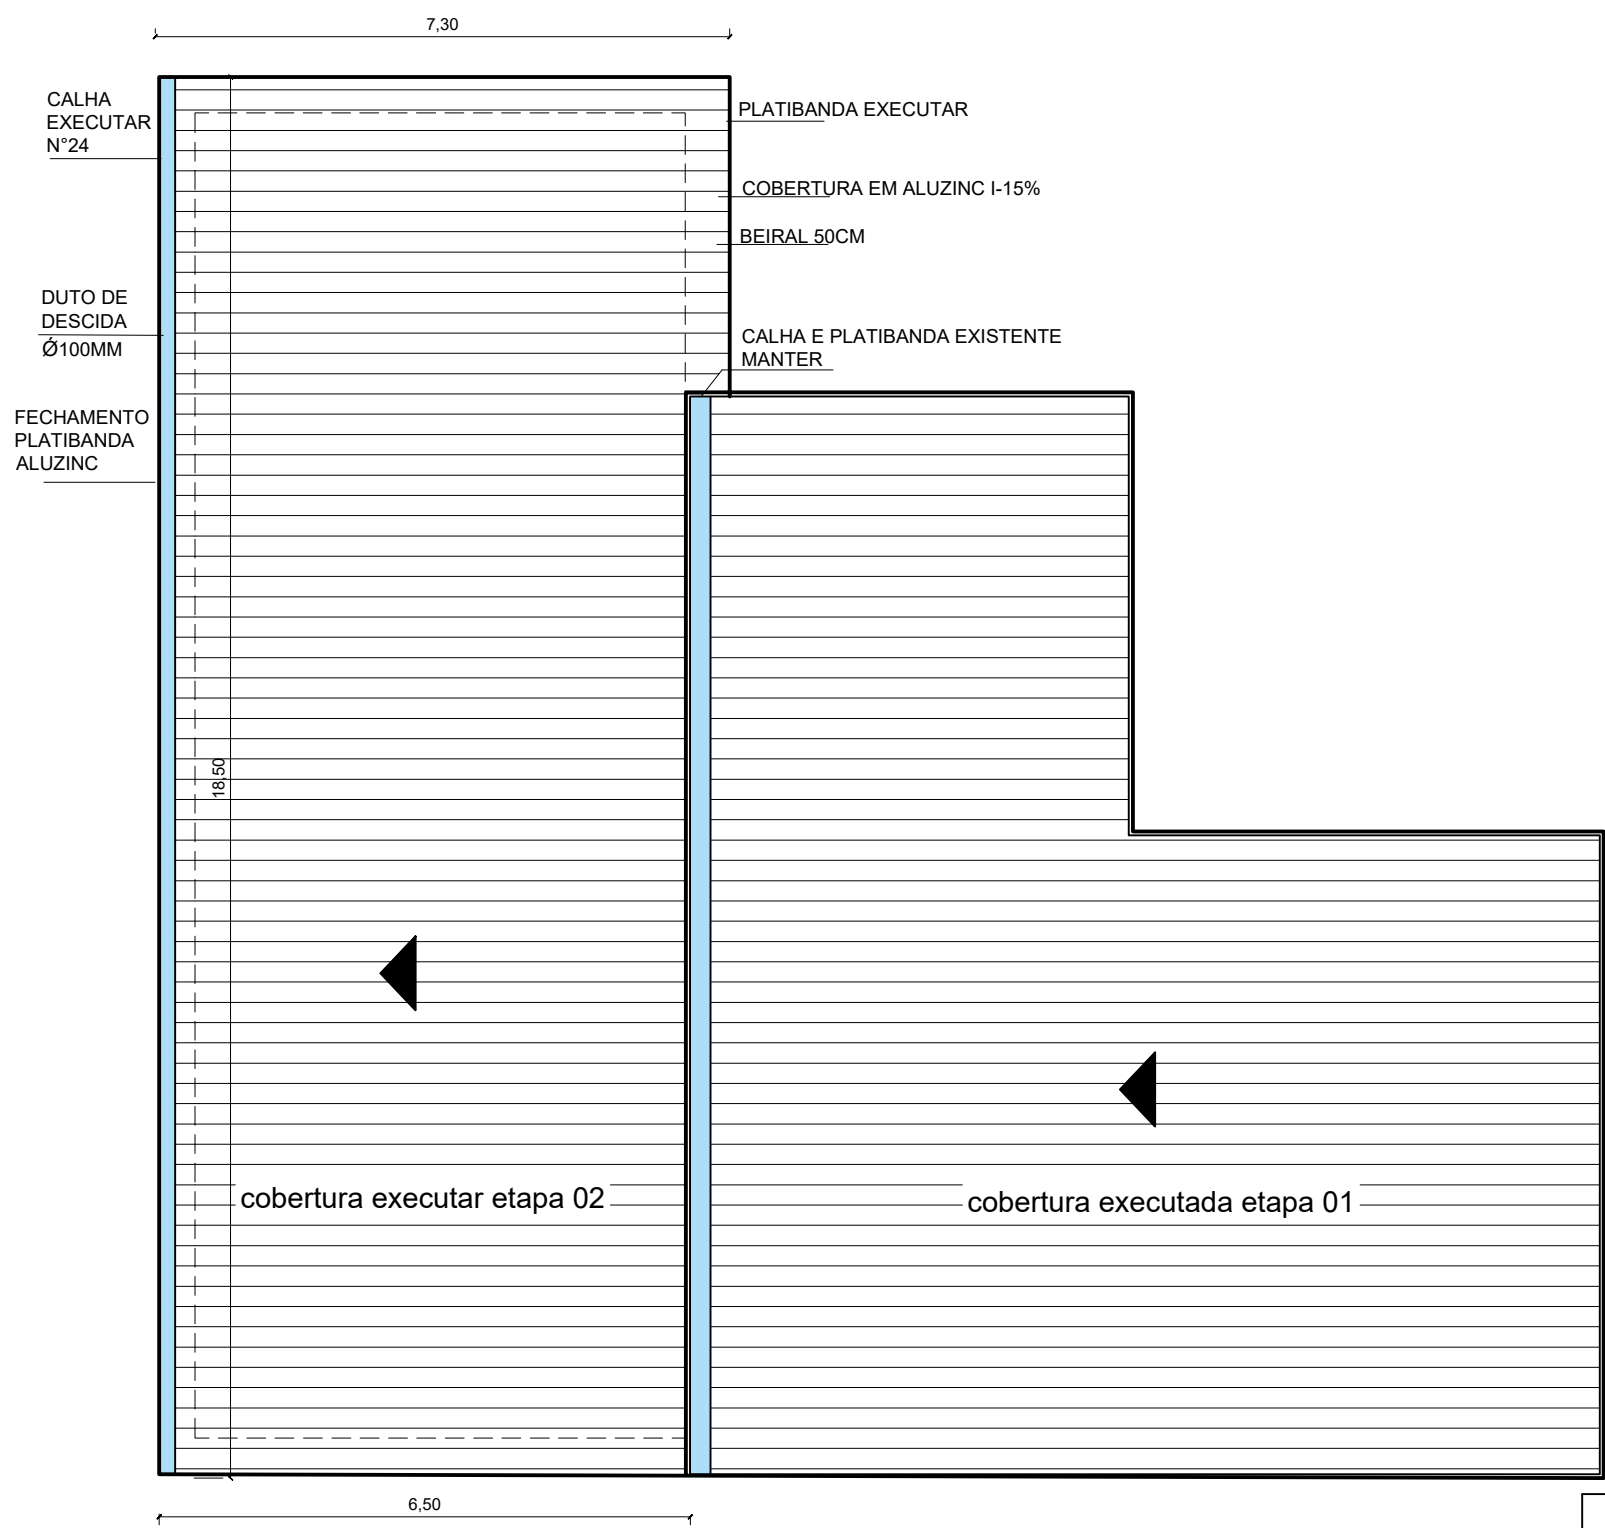 7,30
CALHA
EXECUTAR
N°24
PLATIBANDA EXECUTAR
COBERTURA EM ALUZINC I-15%
BEIRAL 50CM
DUTO DE
DESCIDA
Ø100MM
CALHA E PLATIBANDA EXISTENTE
MANTER
FECHAMENTO
PLATIBANDA
ALUZINC
18,50
cobertura executar etapa 02
cobertura executada etapa 01
6,50